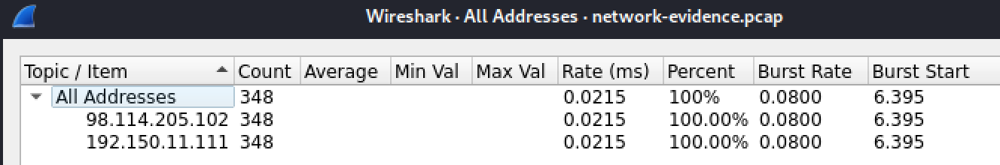 Wireshark · All Addresses · network-evidence.pcap
Topic / Item Count Average Min Val Max Val Rate (ms) Percent Burst Rate Burst Start
All Addresses 348 0.0215 100% 0.0800 6.395
98.114.205.102 348 0.0215 100.00% 0.0800 6.395
192.150.11.111 348 0.0215 100.00% 0.0800 6.395